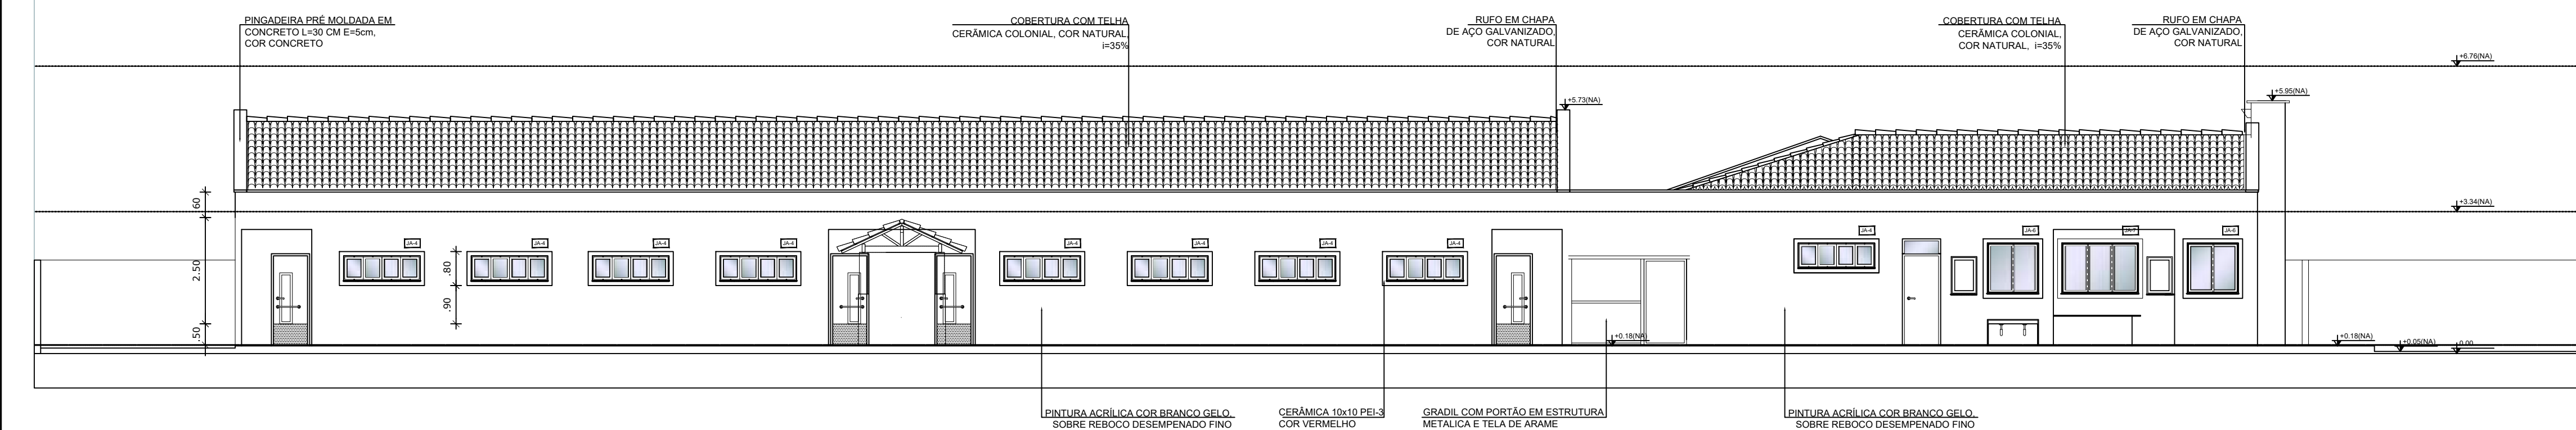 PINGADEIRA PRÉ MOLDADA EM
CONCRETO L=30 CM E=5cm,
COR CONCRETO
COBERTURA COM TELHA
CERÂMICA COLONIAL, COR NATURAL,
i=35%
RUFO EM CHAPA
DE AÇO GALVANIZADO,
COR NATURAL
COBERTURA COM TELHA
CERÂMICA COLONIAL,
COR NATURAL, i=35%
RUFO EM CHAPA
DE AÇO GALVANIZADO,
COR NATURAL
+6.76(NA)
+5.73(NA)
+5.95(NA)
+3.34(NA)
.60
2.50
.50
.80
.90
JA-4
JA-4
JA-4
JA-4
JA-4
JA-4
JA-4
JA-4
JA-4
JA-6
JA-7
JA-6
+0.18(NA)
+0.18(NA)
+0.05(NA)
0.00
PINTURA ACRÍLICA COR BRANCO GELO.
SOBRE REBOCO DESEMPENADO FINO
CERÂMICA 10x10 PEI-3
COR VERMELHO
GRADIL COM PORTÃO EM ESTRUTURA
METALICA E TELA DE ARAME
PINTURA ACRÍLICA COR BRANCO GELO.
SOBRE REBOCO DESEMPENADO FINO